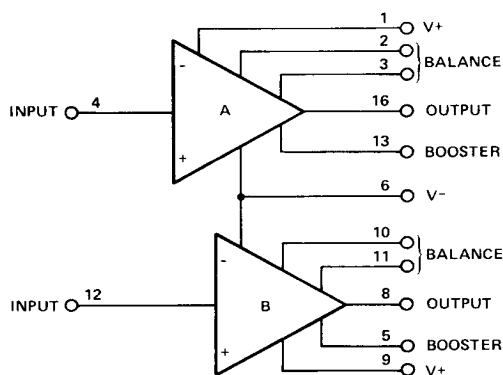 1 V+
2
3 BALANCE
-
INPUT 4 A 16 OUTPUT
+
13 BOOSTER
6 V-
10
11 BALANCE
-
INPUT 12 B 8 OUTPUT
+
5 BOOSTER
9 V+